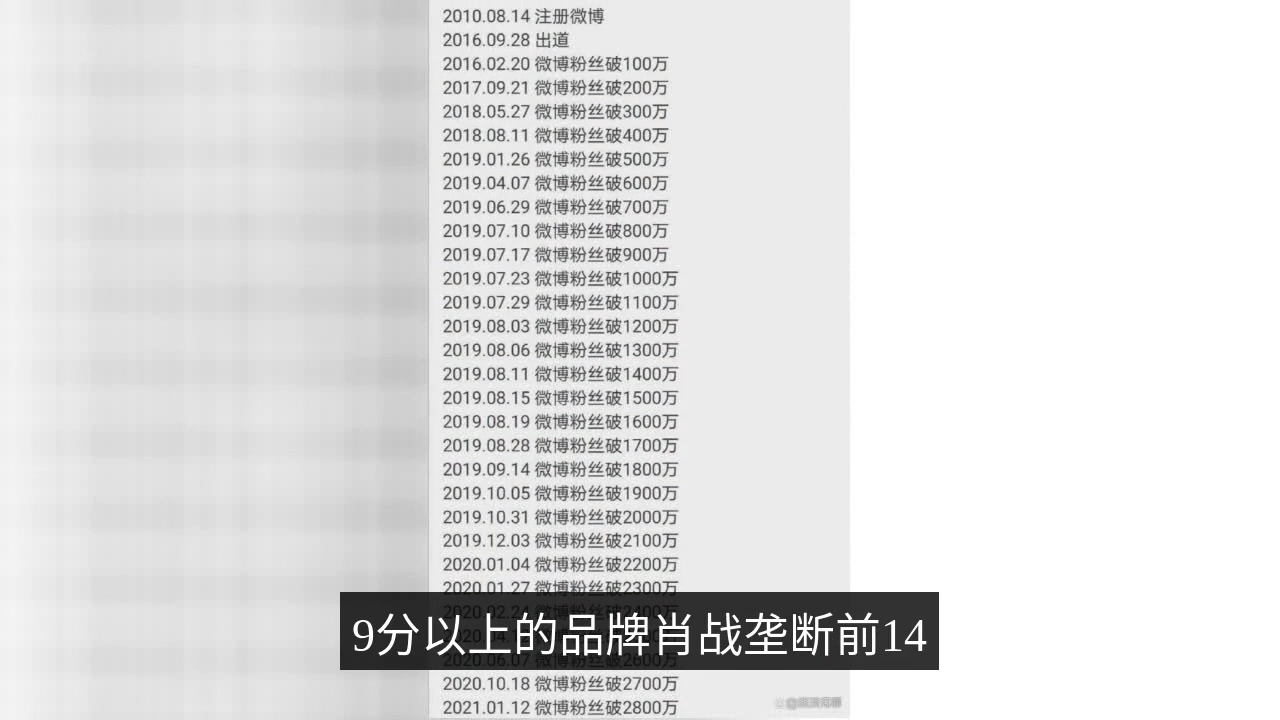 2010.08.14 注册微博
2016.09.28 出道
2016.02.20 微博粉丝破100万
2017.09.21 微博粉丝破200万
2018.05.27 微博粉丝破300万
2018.08.11 微博粉丝破400万
2019.01.26 微博粉丝破500万
2019.04.07 微博粉丝破600万
2019.06.29 微博粉丝破700万
2019.07.10 微博粉丝破800万
2019.07.17 微博粉丝破900万
2019.07.23 微博粉丝破1000万
2019.07.29 微博粉丝破1100万
2019.08.03 微博粉丝破1200万
2019.08.06 微博粉丝破1300万
2019.08.11 微博粉丝破1400万
2019.08.15 微博粉丝破1500万
2019.08.19 微博粉丝破1600万
2019.08.28 微博粉丝破1700万
2019.09.14 微博粉丝破1800万
2019.10.05 微博粉丝破1900万
2019.10.31 微博粉丝破2000万
2019.12.03 微博粉丝破2100万
2020.01.04 微博粉丝破2200万
2020.01.27 微博粉丝破2300万
2020.02.24 2400万
9分以上的品牌肖战垄断前14
2020.06.07 微博粉丝破2600万
2020.10.18 微博粉丝破2700万
2021.01.12 微博粉丝破2800万